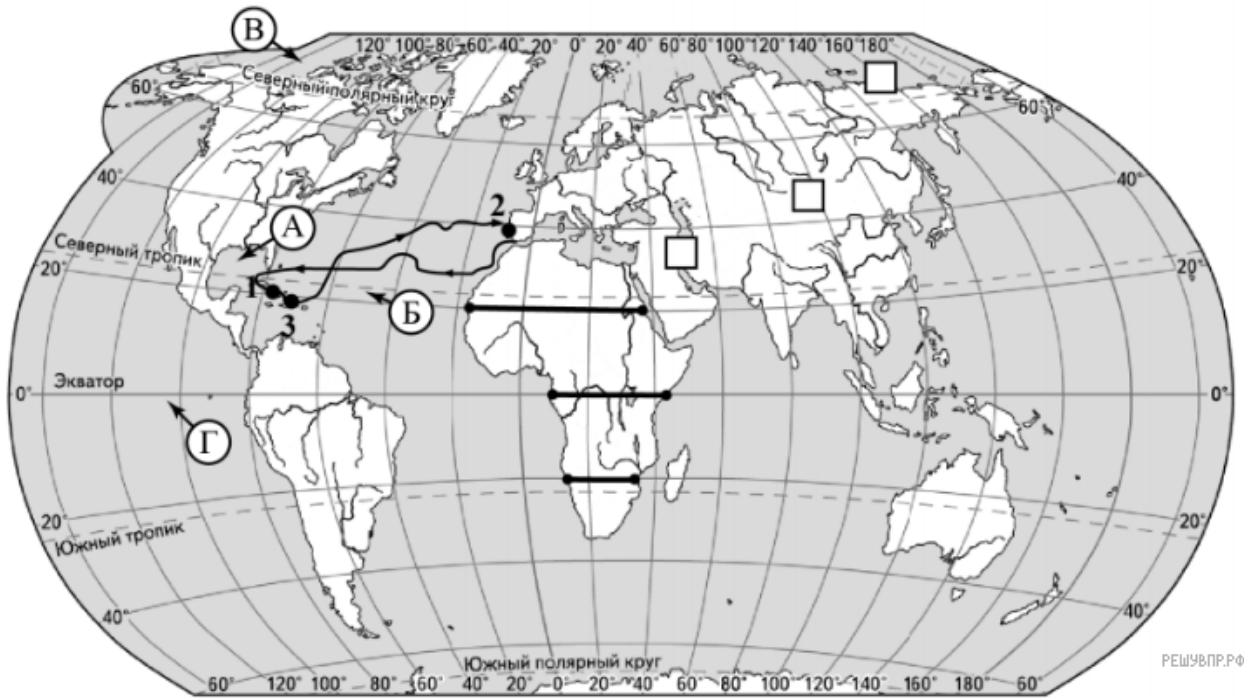 В
120° 100° 80° 60° 40° 20° 0° 20° 40° 60° 80° 100° 120° 140° 160° 180°
Северный полярный круг
60°
60°
40°
40°
2
А
Северный тропик
20°
20°
1
3
Б
Экватор
0°
0°
Г
20°
20°
Южный тропик
40°
40°
Южный полярный круг
60° 120° 100° 80° 60° 40° 20 0° 20° 40° 60° 80° 100° 120° 140° 160° 180° 60°
РЕШУВПР.РФ